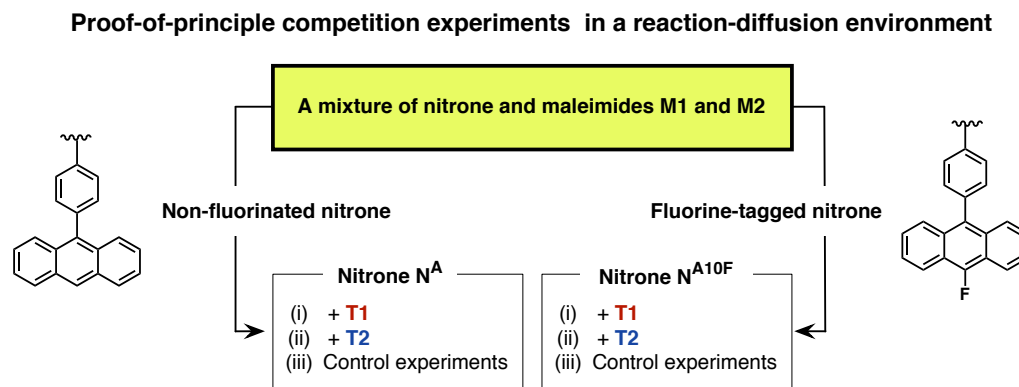 Proof-of-principle competition experiments in a reaction-diffusion environment
A mixture of nitrone and maleimides M1 and M2
Non-fluorinated nitrone
Fluorine-tagged nitrone
Nitrone N^A
(i) + T1
(ii) + T2
(iii) Control experiments
Nitrone N^A10F
(i) + T1
(ii) + T2
(iii) Control experiments
F